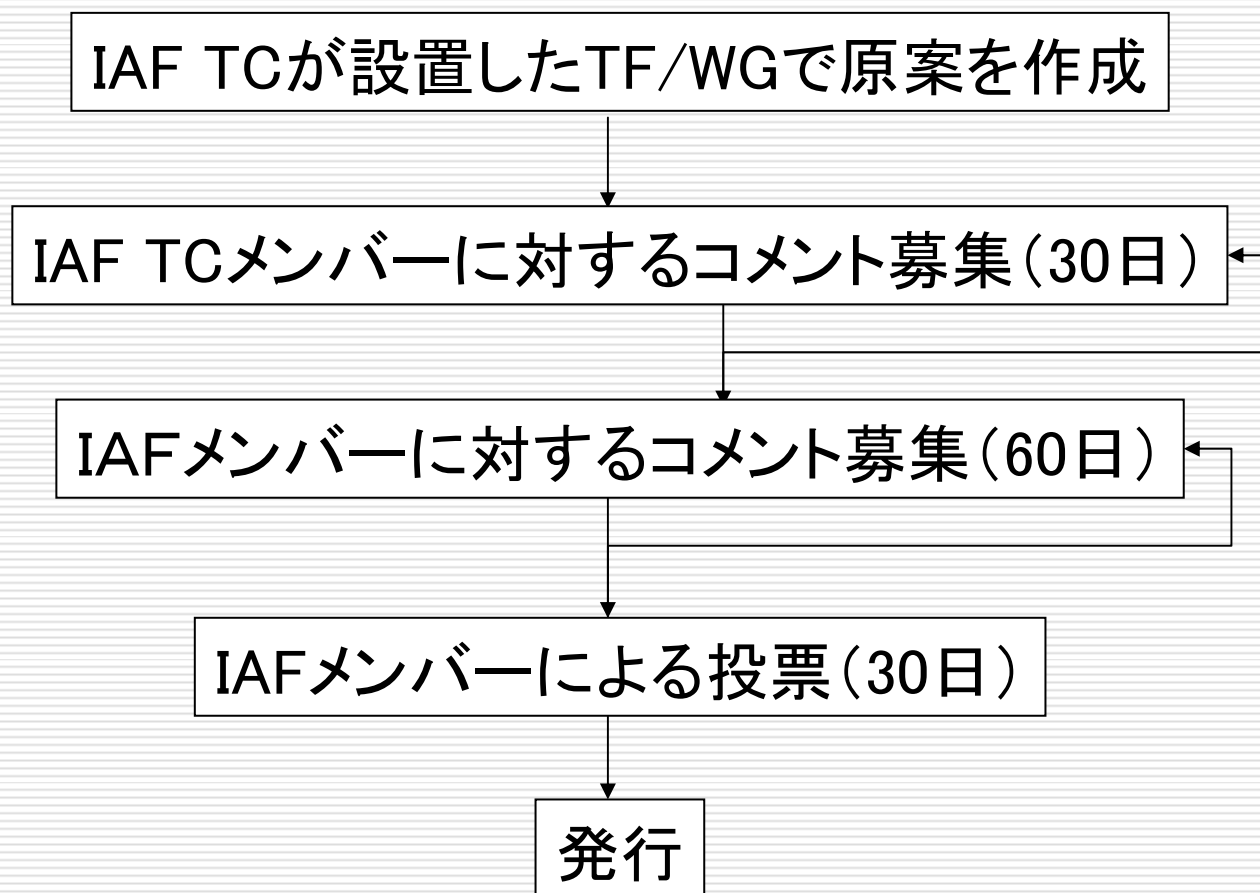 IAF TCが設置したTF/WGで原案を作成
IAF TCメンバーに対するコメント募集(30日)
IAFメンバーに対するコメント募集(60日)
IAFメンバーによる投票(30日)
発行